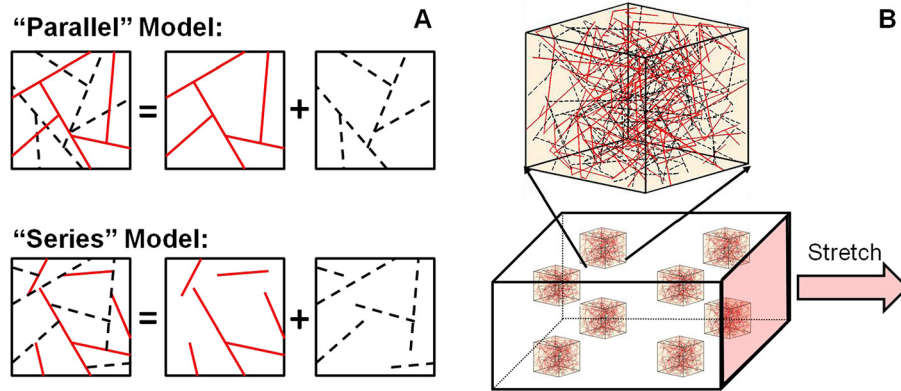 “Parallel” Model:
A
=
+
“Series” Model:
=
+
B
Stretch